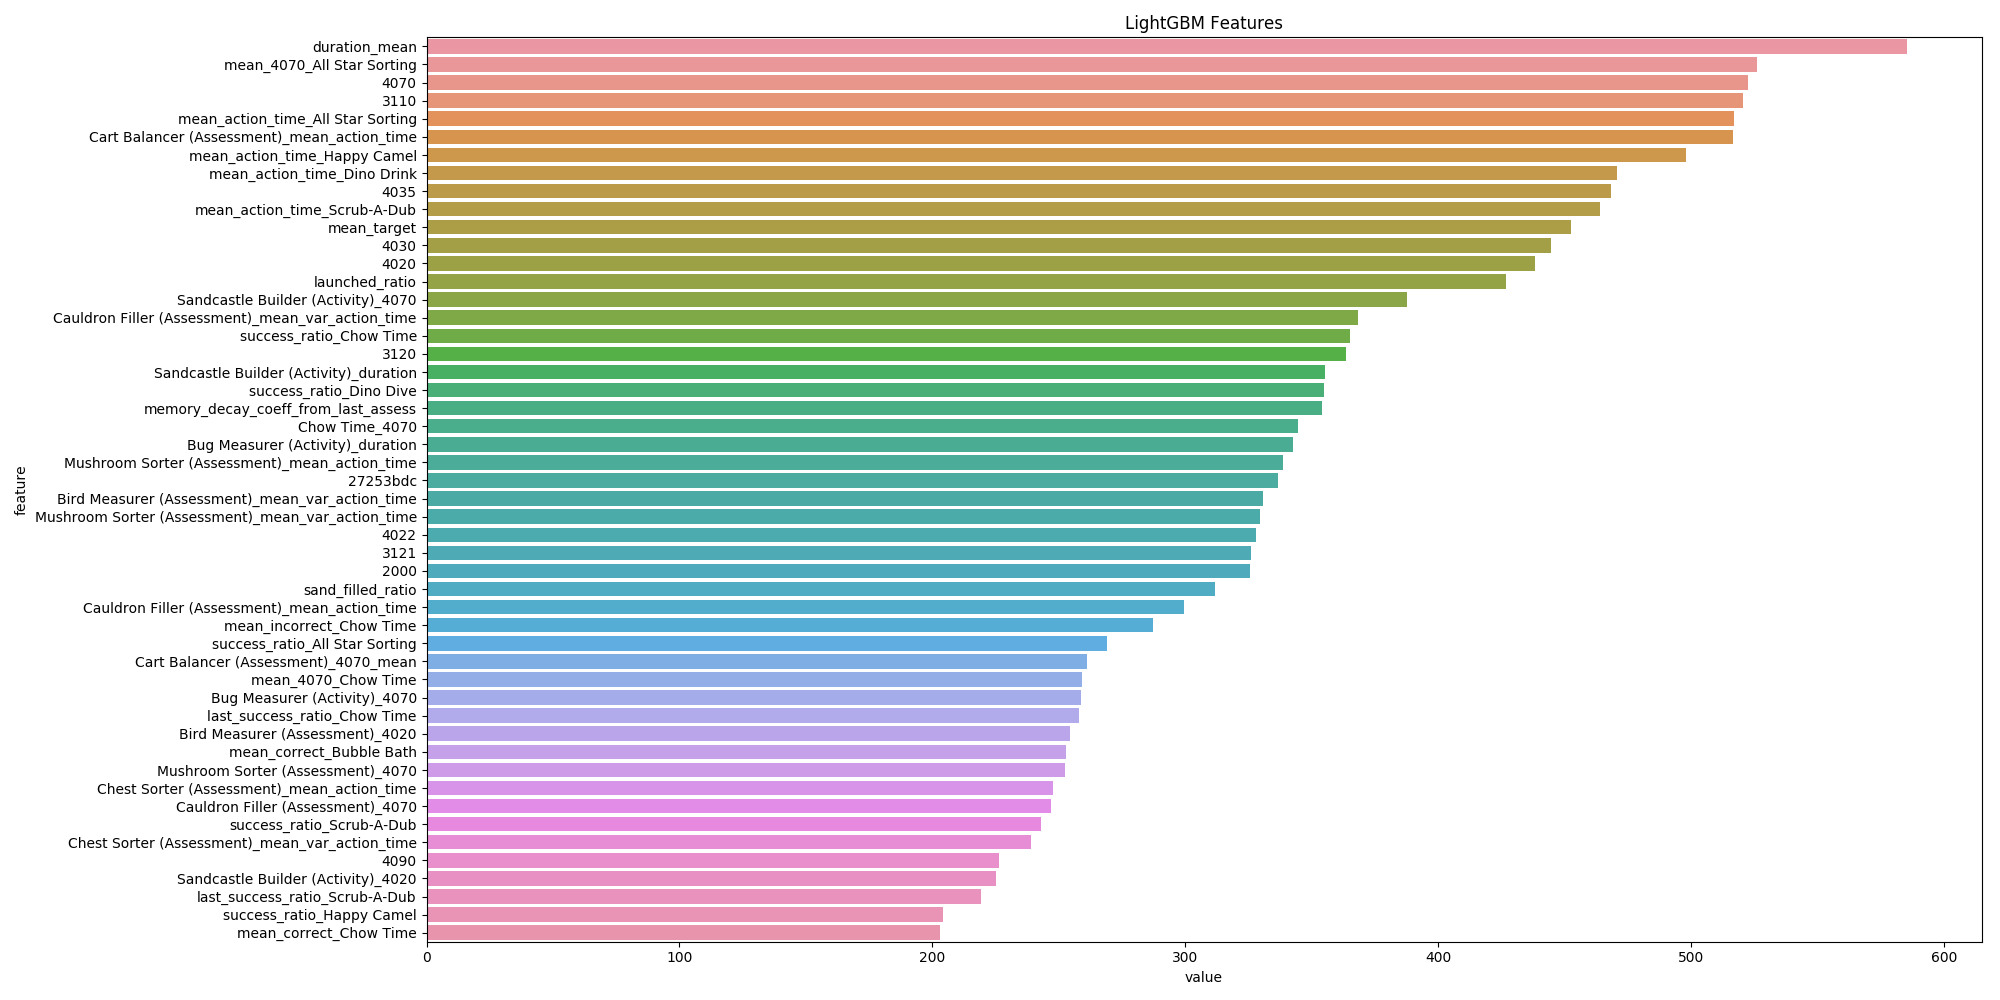 LightGBM Features
duration_mean
mean_4070_All Star Sorting
4070
3110
mean_action_time_All Star Sorting
Cart Balancer (Assessment)_mean_action_time
mean_action_time_Happy Camel
mean_action_time_Dino Drink
4035
mean_action_time_Scrub-A-Dub
mean_target
4030
4020
launched_ratio
Sandcastle Builder (Activity)_4070
Cauldron Filler (Assessment)_mean_var_action_time
success_ratio_Chow Time
3120
Sandcastle Builder (Activity)_duration
success_ratio_Dino Dive
memory_decay_coeff_from_last_assess
Chow Time_4070
Bug Measurer (Activity)_duration
Mushroom Sorter (Assessment)_mean_action_time
27253bdc
Bird Measurer (Assessment)_mean_var_action_time
Mushroom Sorter (Assessment)_mean_var_action_time
4022
3121
2000
sand_filled_ratio
Cauldron Filler (Assessment)_mean_action_time
mean_incorrect_Chow Time
success_ratio_All Star Sorting
Cart Balancer (Assessment)_4070_mean
mean_4070_Chow Time
Bug Measurer (Activity)_4070
last_success_ratio_Chow Time
Bird Measurer (Assessment)_4020
mean_correct_Bubble Bath
Mushroom Sorter (Assessment)_4070
Chest Sorter (Assessment)_mean_action_time
Cauldron Filler (Assessment)_4070
success_ratio_Scrub-A-Dub
Chest Sorter (Assessment)_mean_var_action_time
4090
Sandcastle Builder (Activity)_4020
last_success_ratio_Scrub-A-Dub
success_ratio_Happy Camel
mean_correct_Chow Time
feature
0 100 200 300 400 500 600
value